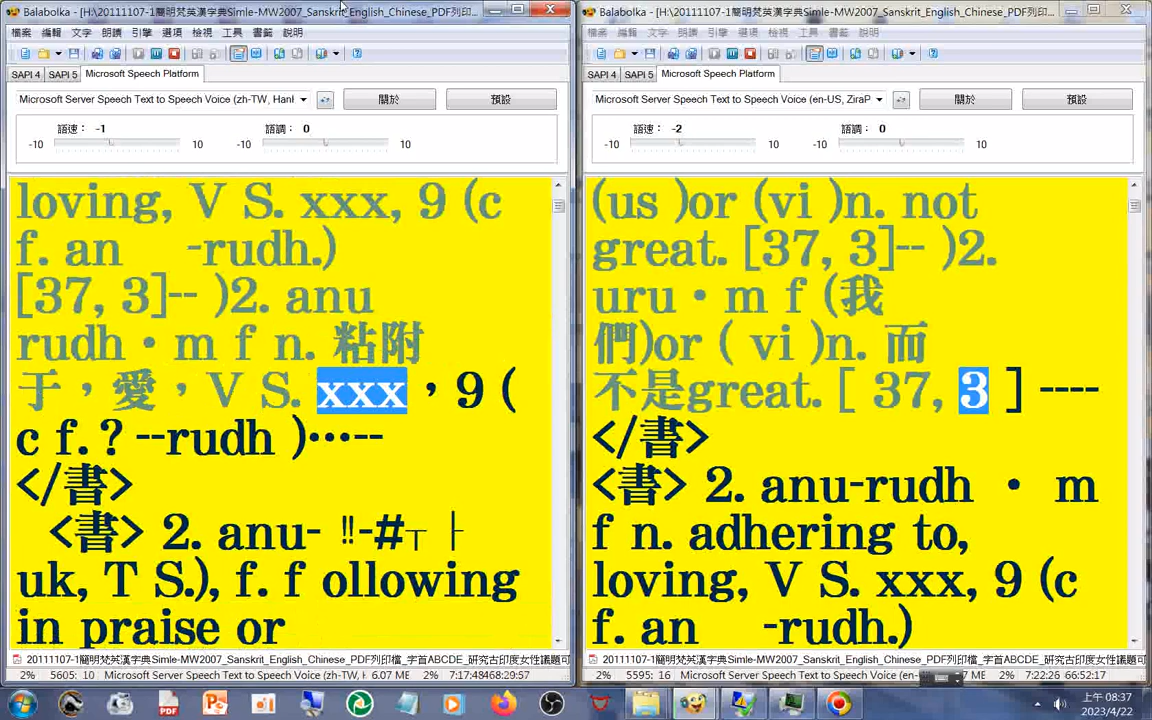 Balabolka - [H:\20111107-1簡明梵英漢字典Simle-MW2007_Sanskrit_English_Chinese_PDF列印...
檔案 編輯 文字 朗讀 引擎 選項 檢視 工具 書籤 說明
SAPI 4 SAPI 5 Microsoft Speech Platform
Microsoft Server Speech Text to Speech Voice (zh-TW, Hanl 關於 預設
語速： -1 語調： 0
-10 10 -10 10
loving, V S. xxx, 9 (c
f. an -rudh.)
[37, 3]-- )2. anu
rudh · m f n. 粘附
于，愛，V S. xxx，9 (
c f. ? --rudh )···--
</書>
<書> 2. anu- ‼-#┬ ├
uk, T S.), f. f ollowing
in praise or
20111107-1簡明梵英漢字典Simle-MW2007_Sanskrit_English_Chinese_PDF列印檔_字首ABCDE_研究古印度女性議題可
2% 5605: 10 Microsoft Server Speech Text to Speech Voice (zh-TW, H 6.07 MB 2% 7:17:48468:29:57
Balabolka - [H:\20111107-1簡明梵英漢字典Simle-MW2007_Sanskrit_English_Chinese_PDF列印...
檔案 編輯 文字 朗讀 引擎 選項 檢視 工具 書籤 說明
SAPI 4 SAPI 5 Microsoft Speech Platform
Microsoft Server Speech Text to Speech Voice (en-US, ZiraP 關於 預設
語速： -2 語調： 0
-10 10 -10 10
(us )or (vi )n. not
great. [37, 3]-- )2.
uru · m f (我
們)or ( vi )n. 而
不是great. [ 37, 3 ] ----
</書>
<書> 2. anu-rudh · m
f n. adhering to,
loving, V S. xxx, 9 (c
f. an -rudh.)
20111107-1簡明梵英漢字典Simle-MW2007_Sanskrit_English_Chinese_PDF列印檔_字首ABCDE_研究古印度女性議題可
2% 5595: 16 Microsoft Server Speech Text to Speech Voice 2% 7:22:26 66:52:17
上午 08:37
2023/4/22